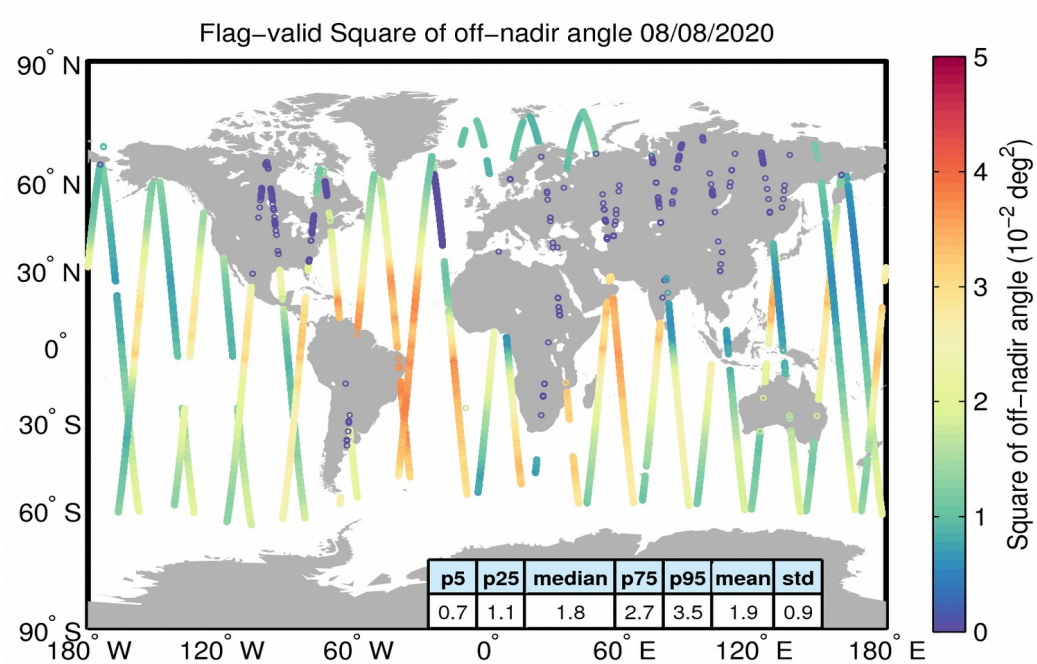 Flag−valid Square of off−nadir angle 08/08/2020
90° N
60° N
30° N
0°
30° S
60° S
90° S
180° W
120° W
60° W
0°
60° E
120° E
180° E
p5 p25 median p75 p95 mean std
0.7 1.1 1.8 2.7 3.5 1.9 0.9
5
4
3
2
1
0
Square of off−nadir angle (10⁻² deg²)